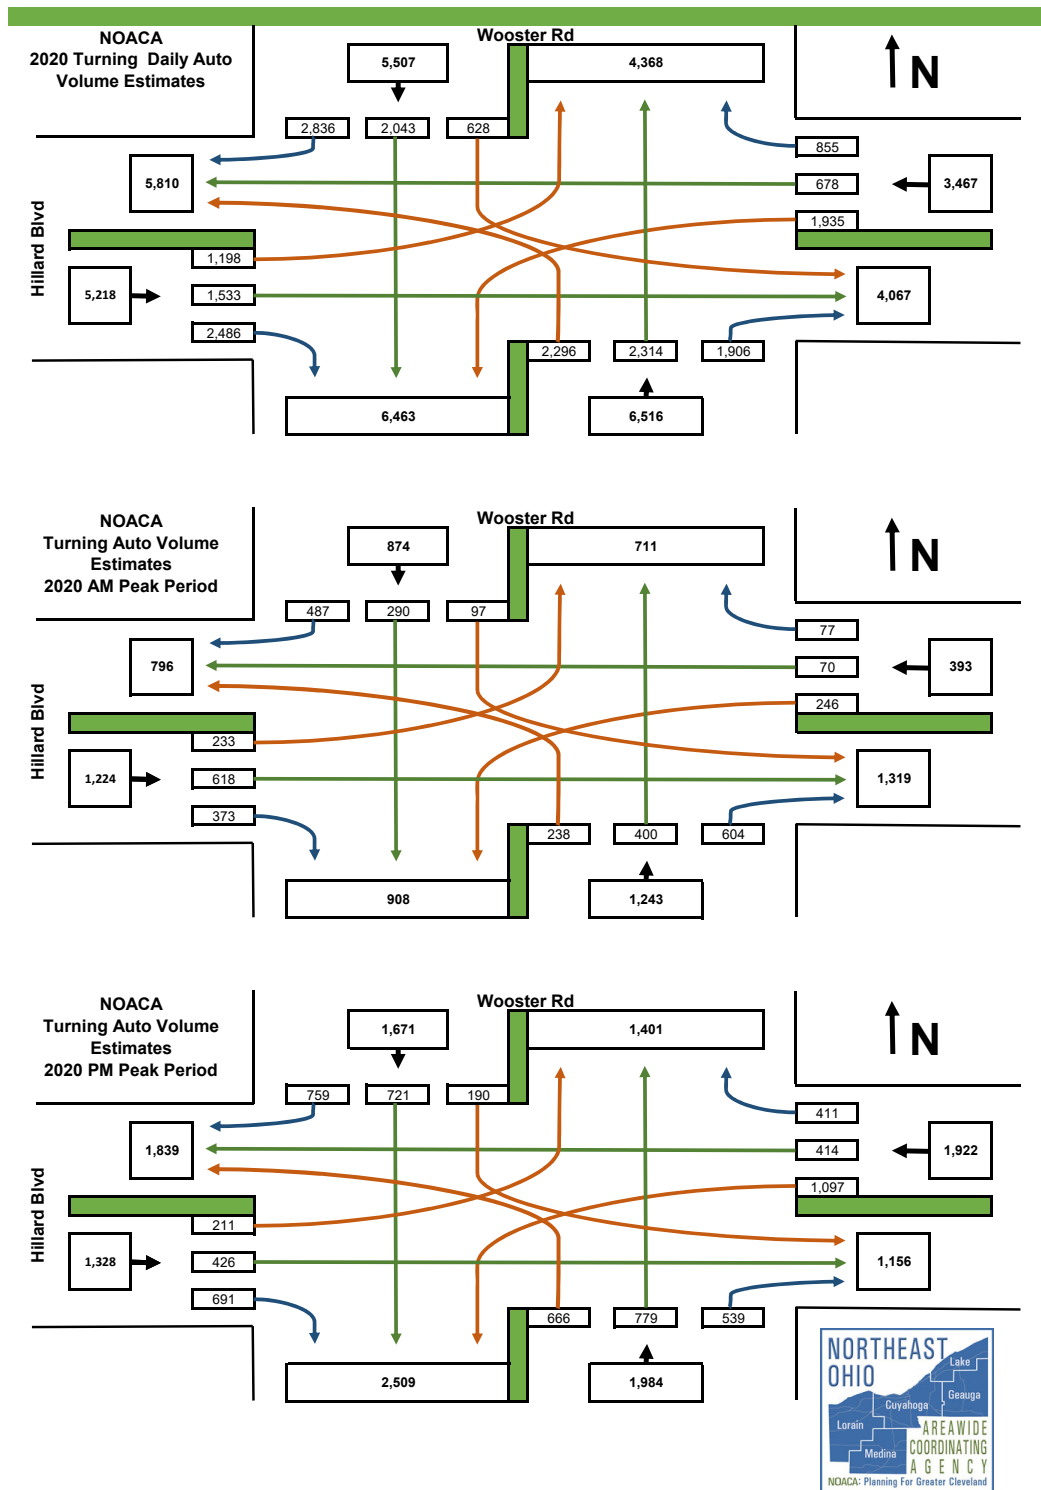 NOACA
2020 Turning Daily Auto
Volume Estimates
Wooster Rd
5,507
4,368
N
2,836
2,043
628
855
5,810
678
3,467
1,935
Hillard Blvd
1,198
5,218
1,533
4,067
2,486
2,296
2,314
1,906
6,463
6,516
NOACA
Turning Auto Volume
Estimates
2020 AM Peak Period
Wooster Rd
874
711
N
487
290
97
77
796
70
393
246
Hillard Blvd
233
1,224
618
1,319
373
238
400
604
908
1,243
NOACA
Turning Auto Volume
Estimates
2020 PM Peak Period
Wooster Rd
1,671
1,401
N
759
721
190
411
1,839
414
1,922
1,097
Hillard Blvd
211
1,328
426
1,156
691
666
779
539
2,509
1,984
NORTHEAST
OHIO
Lake
Geauga
Cuyahoga
Lorain
Medina
AREAWIDE
COORDINATING
AGENCY
NOACA: Planning For Greater Cleveland